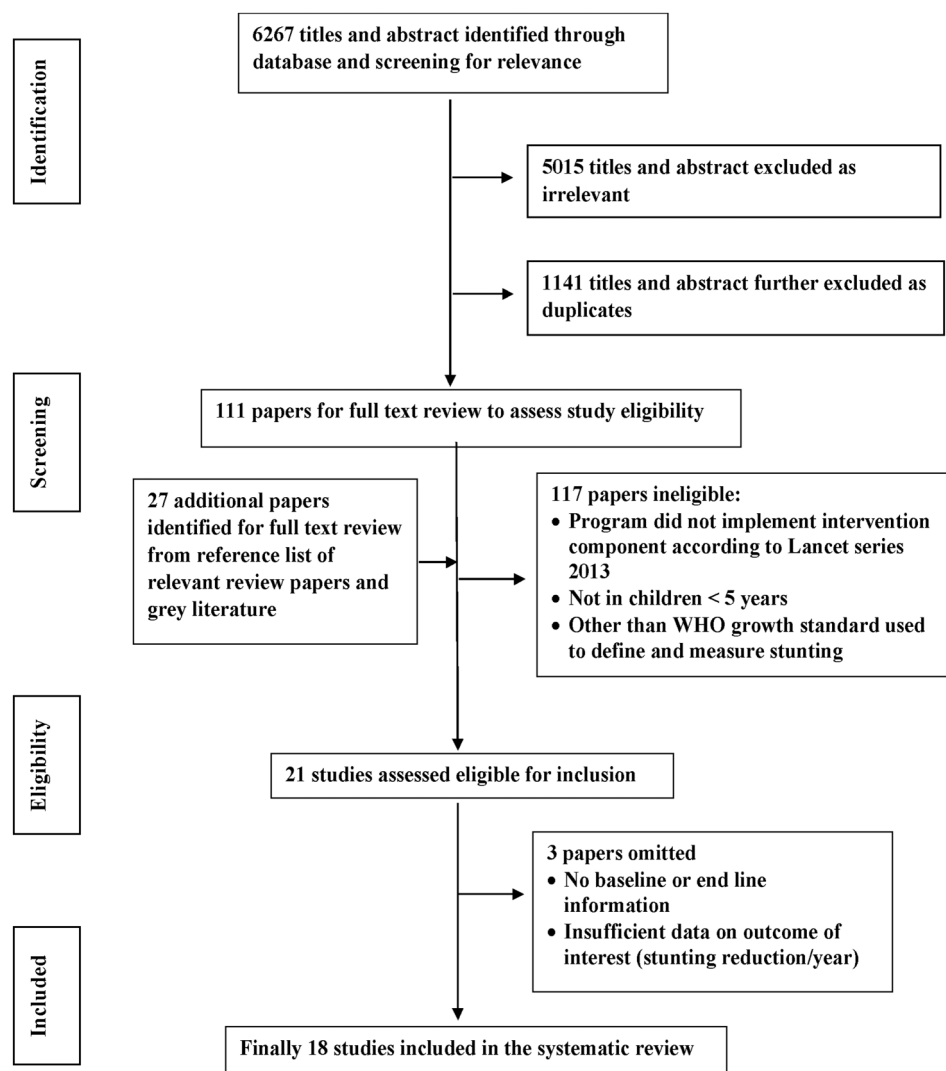 Identification
6267 titles and abstract identified through
database and screening for relevance
5015 titles and abstract excluded as
irrelevant
1141 titles and abstract further excluded as
duplicates
Screening
111 papers for full text review to assess study eligibility
27 additional papers
identified for full text review
from reference list of
relevant review papers and
grey literature
117 papers ineligible:
• Program did not implement intervention
component according to Lancet series
2013
• Not in children < 5 years
• Other than WHO growth standard used
to define and measure stunting
Eligibility
21 studies assessed eligible for inclusion
3 papers omitted
• No baseline or end line
information
• Insufficient data on outcome of
interest (stunting reduction/year)
Included
Finally 18 studies included in the systematic review